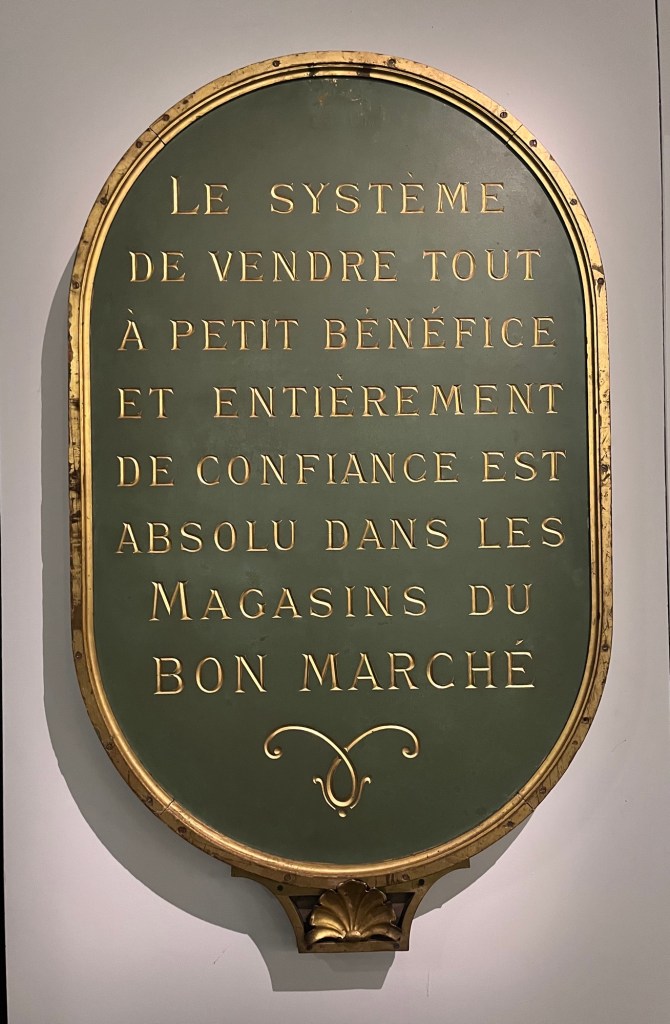 LE SYSTÈME
DE VENDRE TOUT
À PETIT BÉNÉFICE
ET ENTIÈREMENT
DE CONFIANCE EST
ABSOLU DANS LES
MAGASINS DU
BON MARCHÉ